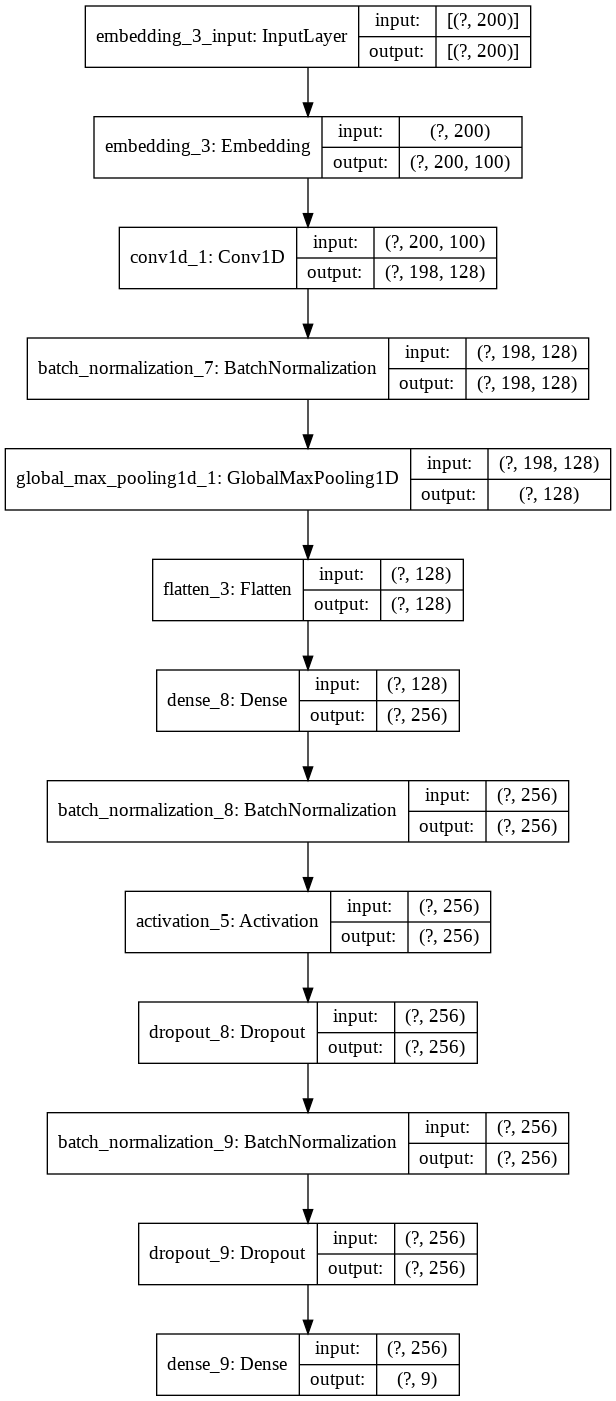 embedding_3_input: InputLayer
input: [(?, 200)]
output: [(?, 200)]
embedding_3: Embedding
input: (?, 200)
output: (?, 200, 100)
conv1d_1: Conv1D
input: (?, 200, 100)
output: (?, 198, 128)
batch_normalization_7: BatchNormalization
input: (?, 198, 128)
output: (?, 198, 128)
global_max_pooling1d_1: GlobalMaxPooling1D
input: (?, 198, 128)
output: (?, 128)
flatten_3: Flatten
input: (?, 128)
output: (?, 128)
dense_8: Dense
input: (?, 128)
output: (?, 256)
batch_normalization_8: BatchNormalization
input: (?, 256)
output: (?, 256)
activation_5: Activation
input: (?, 256)
output: (?, 256)
dropout_8: Dropout
input: (?, 256)
output: (?, 256)
batch_normalization_9: BatchNormalization
input: (?, 256)
output: (?, 256)
dropout_9: Dropout
input: (?, 256)
output: (?, 256)
dense_9: Dense
input: (?, 256)
output: (?, 9)